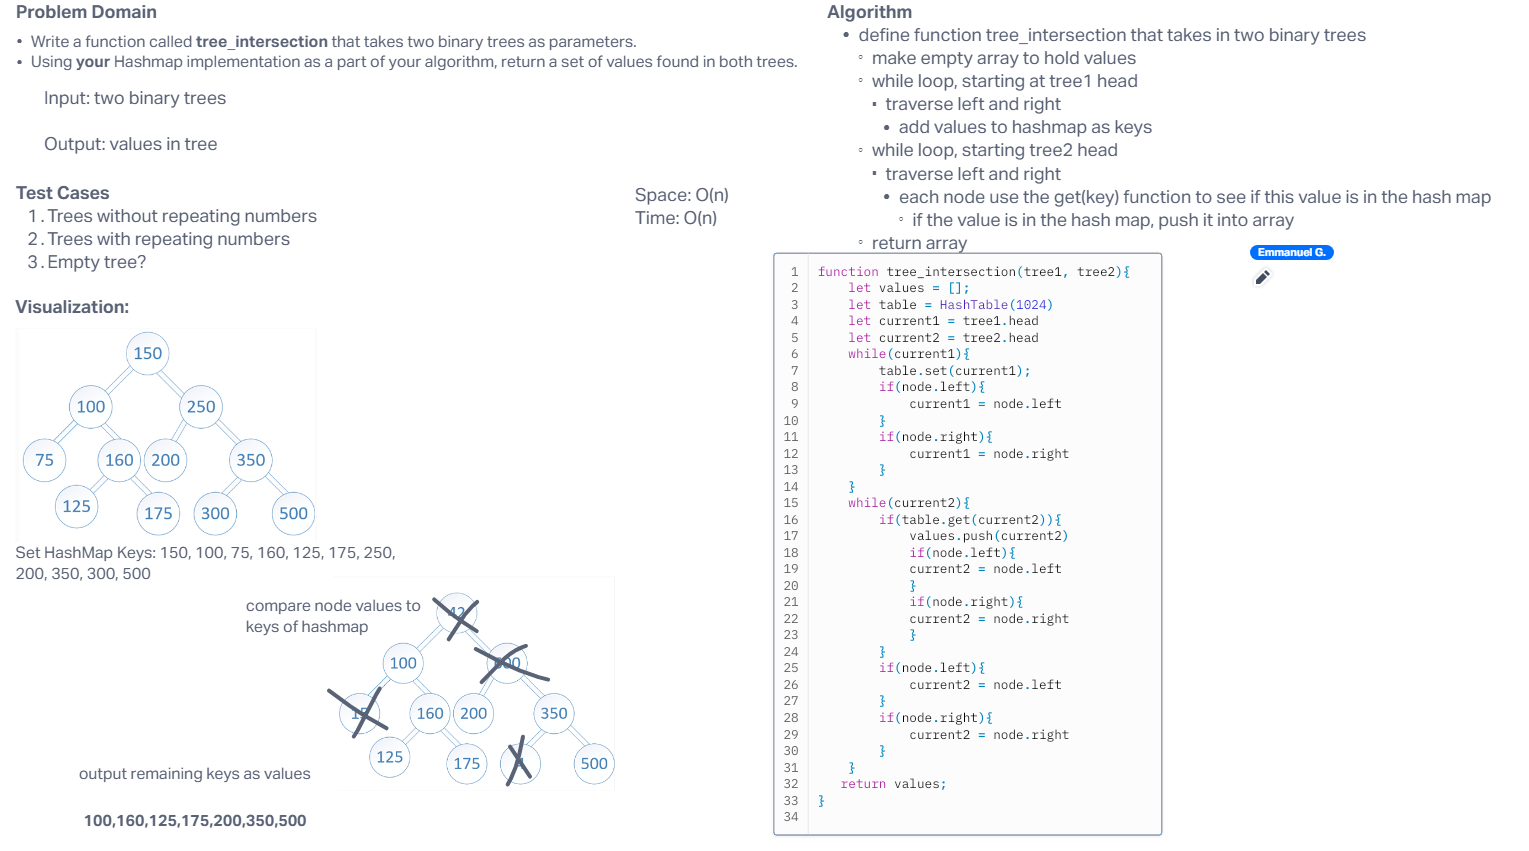 Problem Domain
• Write a function called tree_intersection that takes two binary trees as parameters.
• Using your Hashmap implementation as a part of your algorithm, return a set of values found in both trees.
Input: two binary trees
Output: values in tree
Test Cases
1. Trees without repeating numbers
2. Trees with repeating numbers
3. Empty tree?
Space: O(n)
Time: O(n)
Visualization:
150
100 250
75 160 200 350
125 175 300 500
Set HashMap Keys: 150, 100, 75, 160, 125, 175, 250,
200, 350, 300, 500
compare node values to
keys of hashmap
42
100
160 200 350
125 175 500
output remaining keys as values
100,160,125,175,200,350,500
Algorithm
• define function tree_intersection that takes in two binary trees
◦ make empty array to hold values
◦ while loop, starting at tree1 head
▪ traverse left and right
• add values to hashmap as keys
◦ while loop, starting tree2 head
▪ traverse left and right
• each node use the get(key) function to see if this value is in the hash map
◦ if the value is in the hash map, push it into array
◦ return array
Emmanuel G.
1 function tree_intersection(tree1, tree2){
2 let values = [];
3 let table = HashTable(1024)
4 let current1 = tree1.head
5 let current2 = tree2.head
6 while(current1){
7 table.set(current1);
8 if(node.left){
9 current1 = node.left
10 }
11 if(node.right){
12 current1 = node.right
13 }
14 }
15 while(current2){
16 if(table.get(current2)){
17 values.push(current2)
18 if(node.left){
19 current2 = node.left
20 }
21 if(node.right){
22 current2 = node.right
23 }
24 }
25 if(node.left){
26 current2 = node.left
27 }
28 if(node.right){
29 current2 = node.right
30 }
31 }
32 return values;
33 }
34